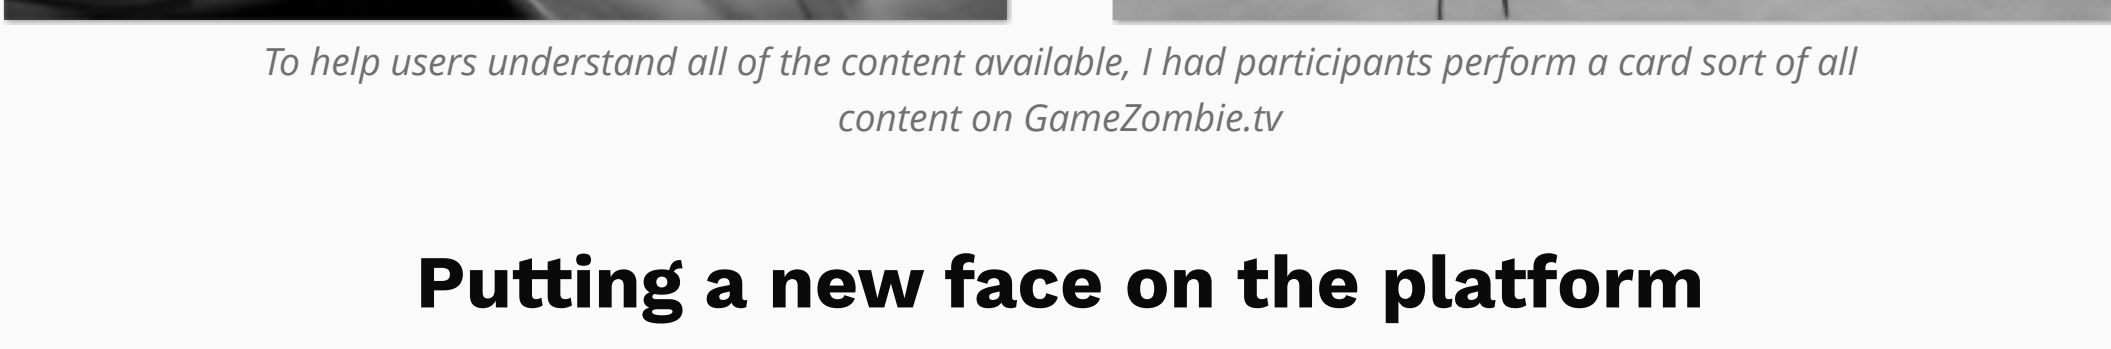 To help users understand all of the content available, I had participants perform a card sort of all
content on GameZombie.tv
Putting a new face on the platform